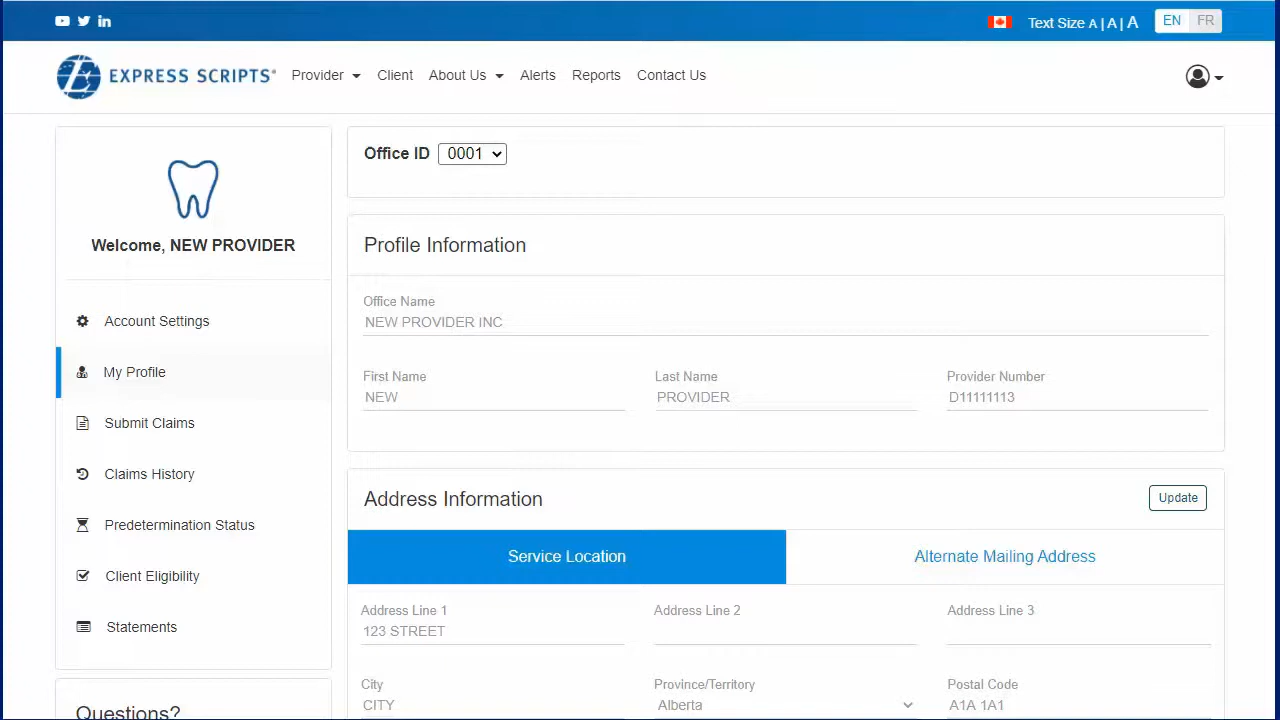 Text Size A | A | A EN FR
EXPRESS SCRIPTS® Provider Client About Us Alerts Reports Contact Us
Welcome, NEW PROVIDER
Account Settings
My Profile
Submit Claims
Claims History
Predetermination Status
Client Eligibility
Statements
Questions?
Office ID 0001
Profile Information
Office Name
NEW PROVIDER INC
First Name Last Name Provider Number
NEW PROVIDER D11111113
Address Information Update
Service Location Alternate Mailing Address
Address Line 1 Address Line 2 Address Line 3
123 STREET
City Province/Territory Postal Code
CITY Alberta A1A 1A1